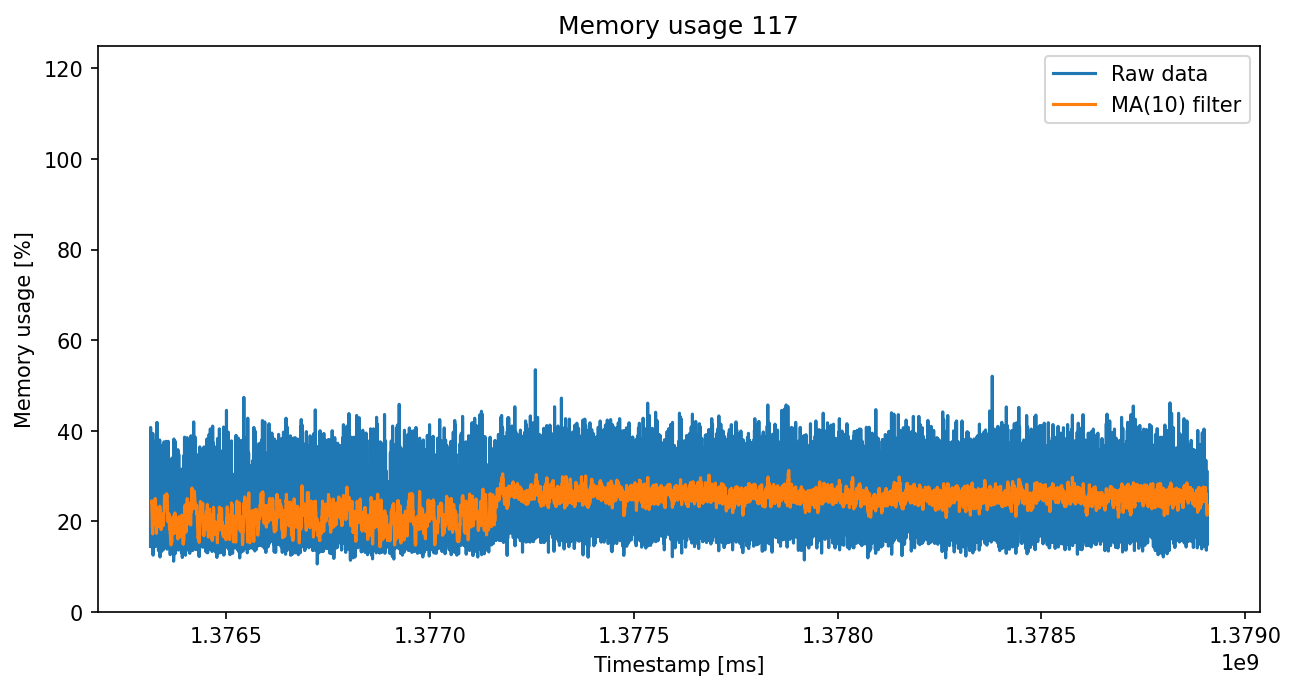 Memory usage 117
Raw data
MA(10) filter
Memory usage [%]
120
100
80
60
40
20
0
1.3765 1.3770 1.3775 1.3780 1.3785 1.3790
1e9
Timestamp [ms]